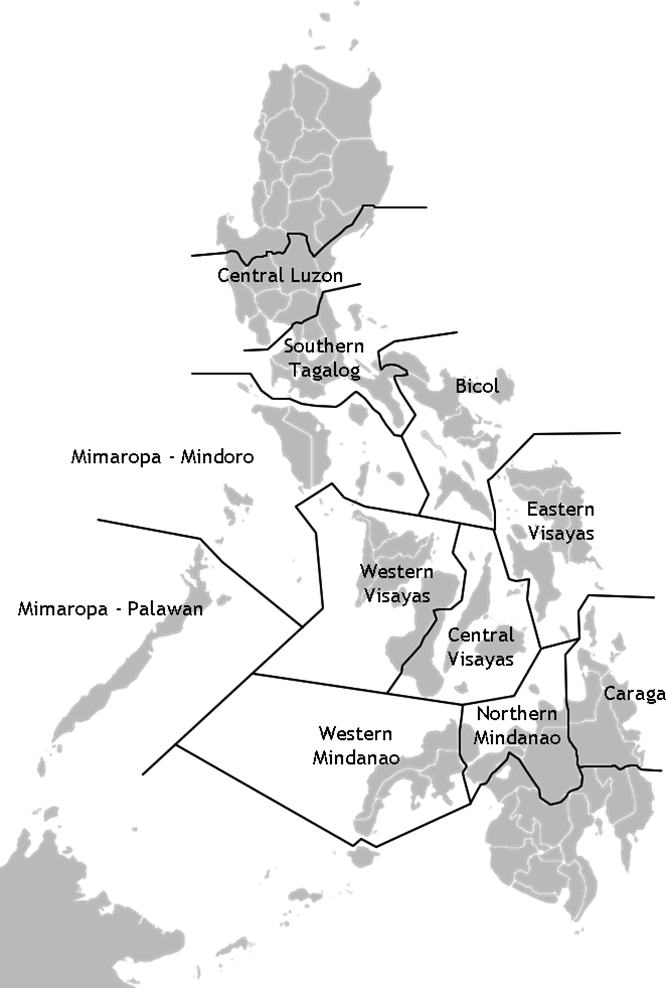 Central Luzon
Southern
Tagalog
Bicol
Mimaropa - Mindoro
Eastern
Visayas
Western
Visayas
Mimaropa - Palawan
Central
Visayas
Caraga
Northern
Mindanao
Western
Mindanao